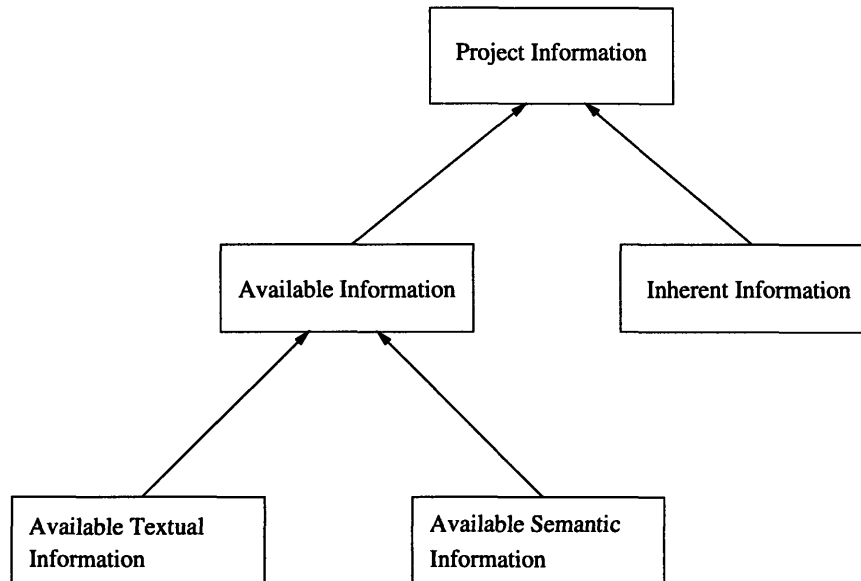 Project Information
Available Information
Inherent Information
Available Textual
Information
Available Semantic
Information